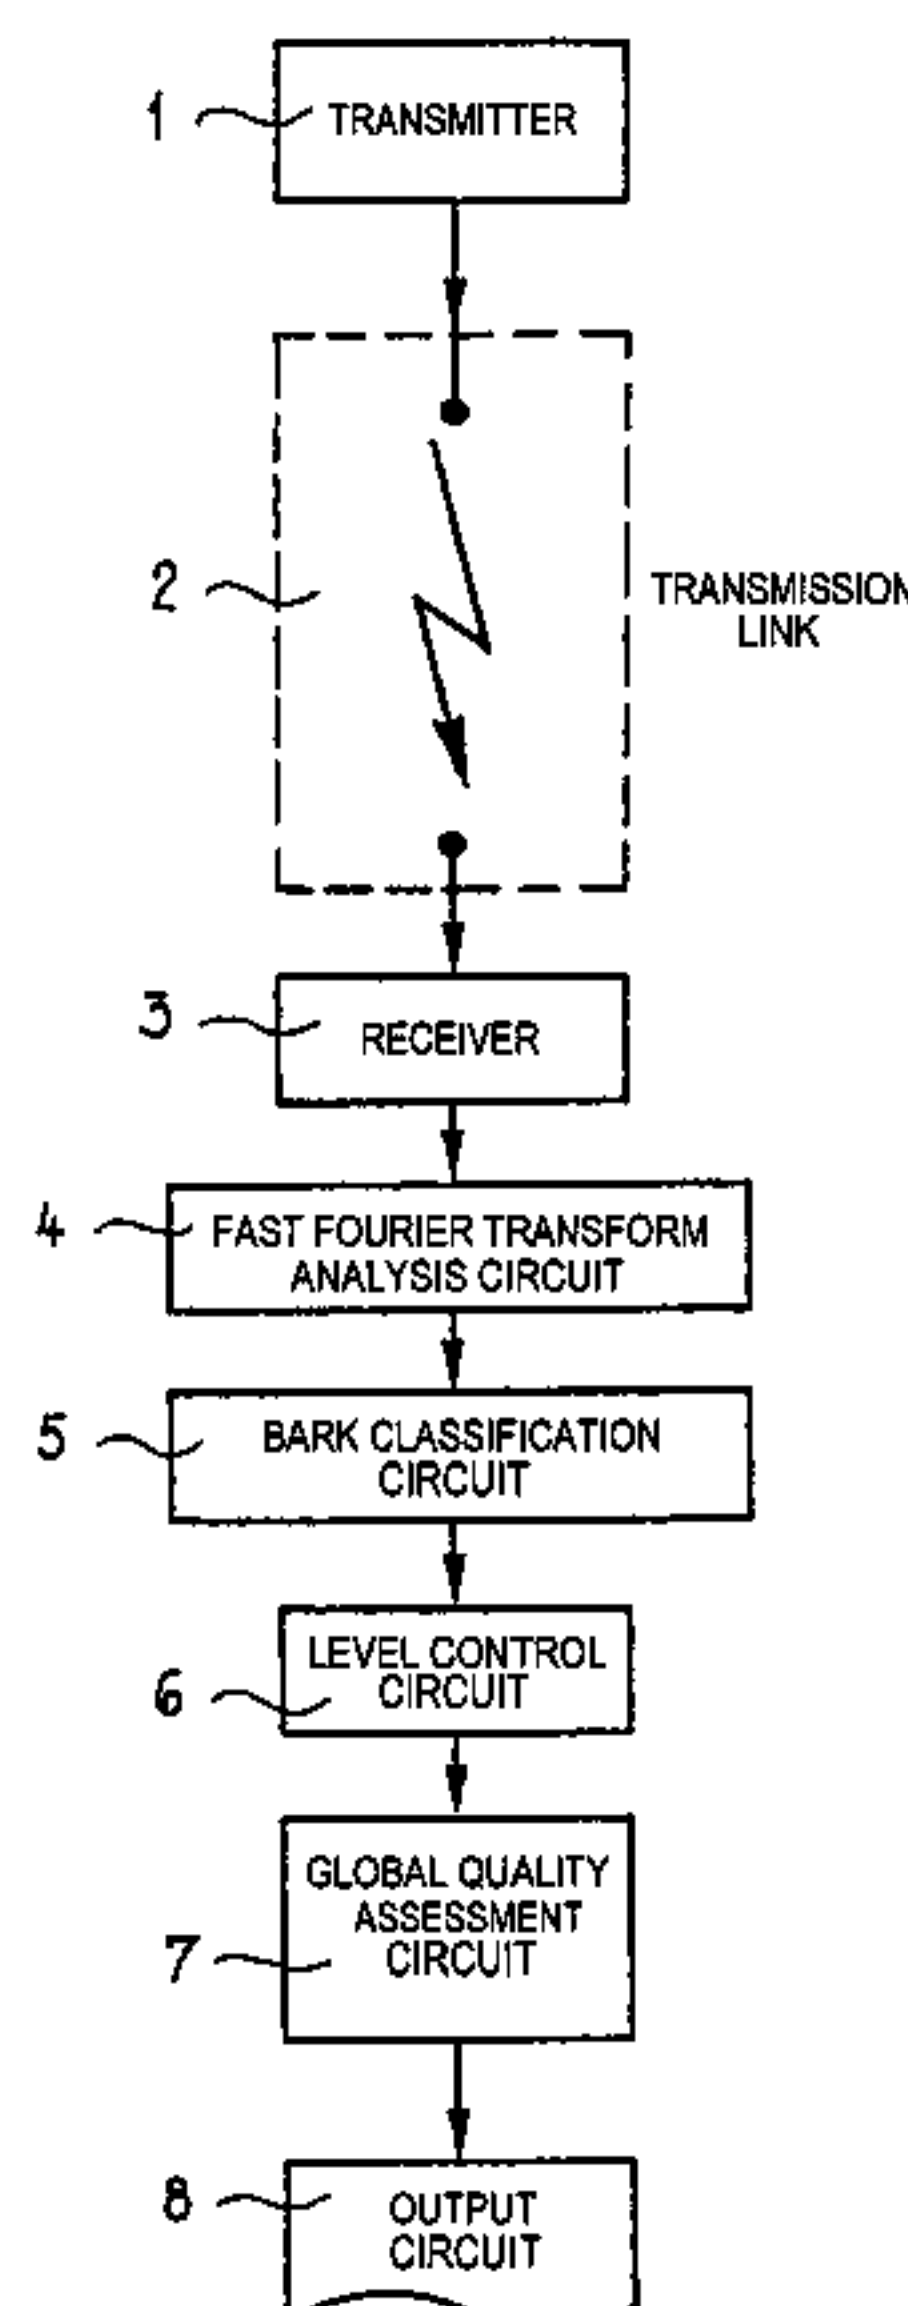 1
TRANSMITTER
2
TRANSMISSION
LINK
3
RECEIVER
4
FAST FOURIER TRANSFORM
ANALYSIS CIRCUIT
5
BARK CLASSIFICATION
CIRCUIT
LEVEL CONTROL
6
CIRCUIT
GLOBAL QUALITY
ASSESSMENT
7
CIRCUIT
8
OUTPUT
CIRCUIT